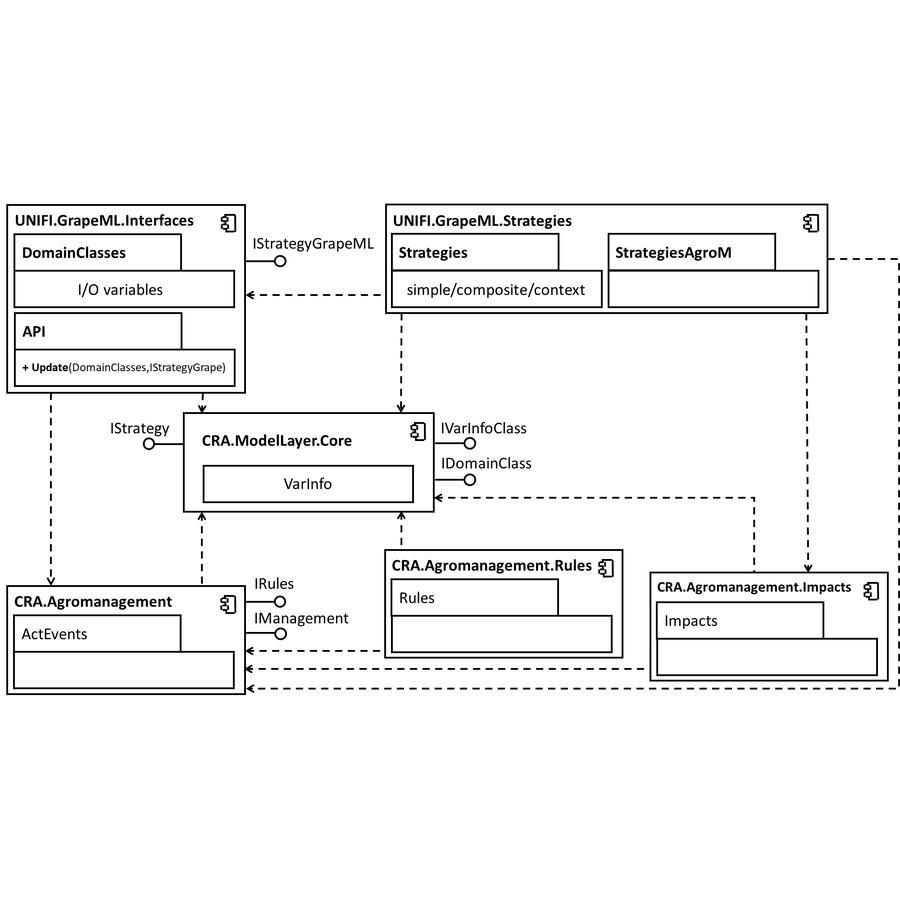 UNIFI.GrapeML.Interfaces
DomainClasses
I/O variables
API
+ Update(DomainClasses,IStrategyGrape)
IStrategyGrapeML
UNIFI.GrapeML.Strategies
Strategies
simple/composite/context
StrategiesAgroM
IStrategy
CRA.ModelLayer.Core
VarInfo
IVarInfoClass
IDomainClass
CRA.Agromanagement
ActEvents
IRules
IManagement
CRA.Agromanagement.Rules
Rules
CRA.Agromanagement.Impacts
Impacts